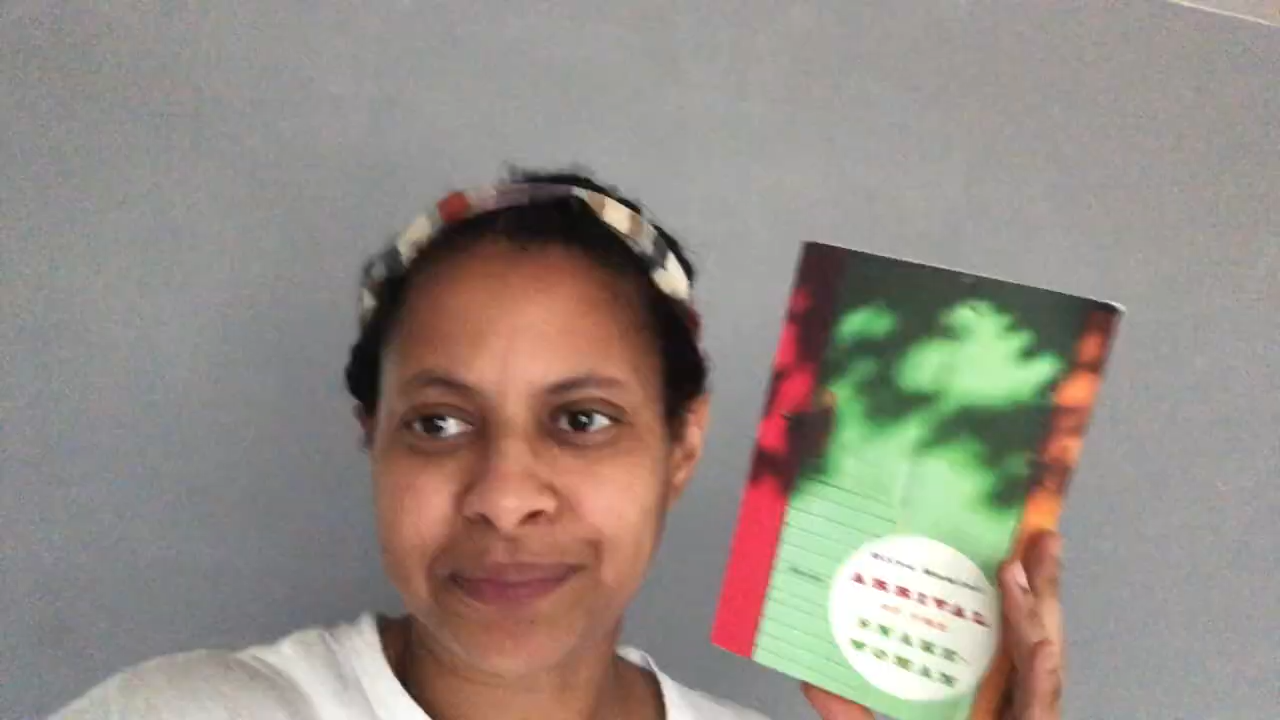 ARRIVAL
OF THE
SNAKE-
WOMAN